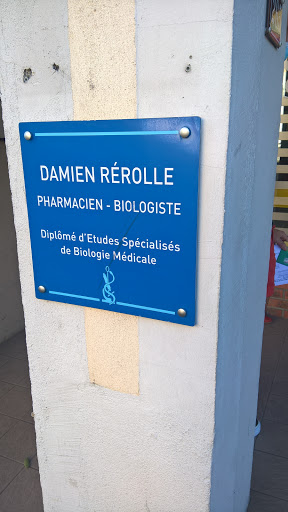 DAMIEN RÉROLLE
PHARMACIEN - BIOLOGISTE
Diplômé d'Etudes Spécialisés
de Biologie Médicale